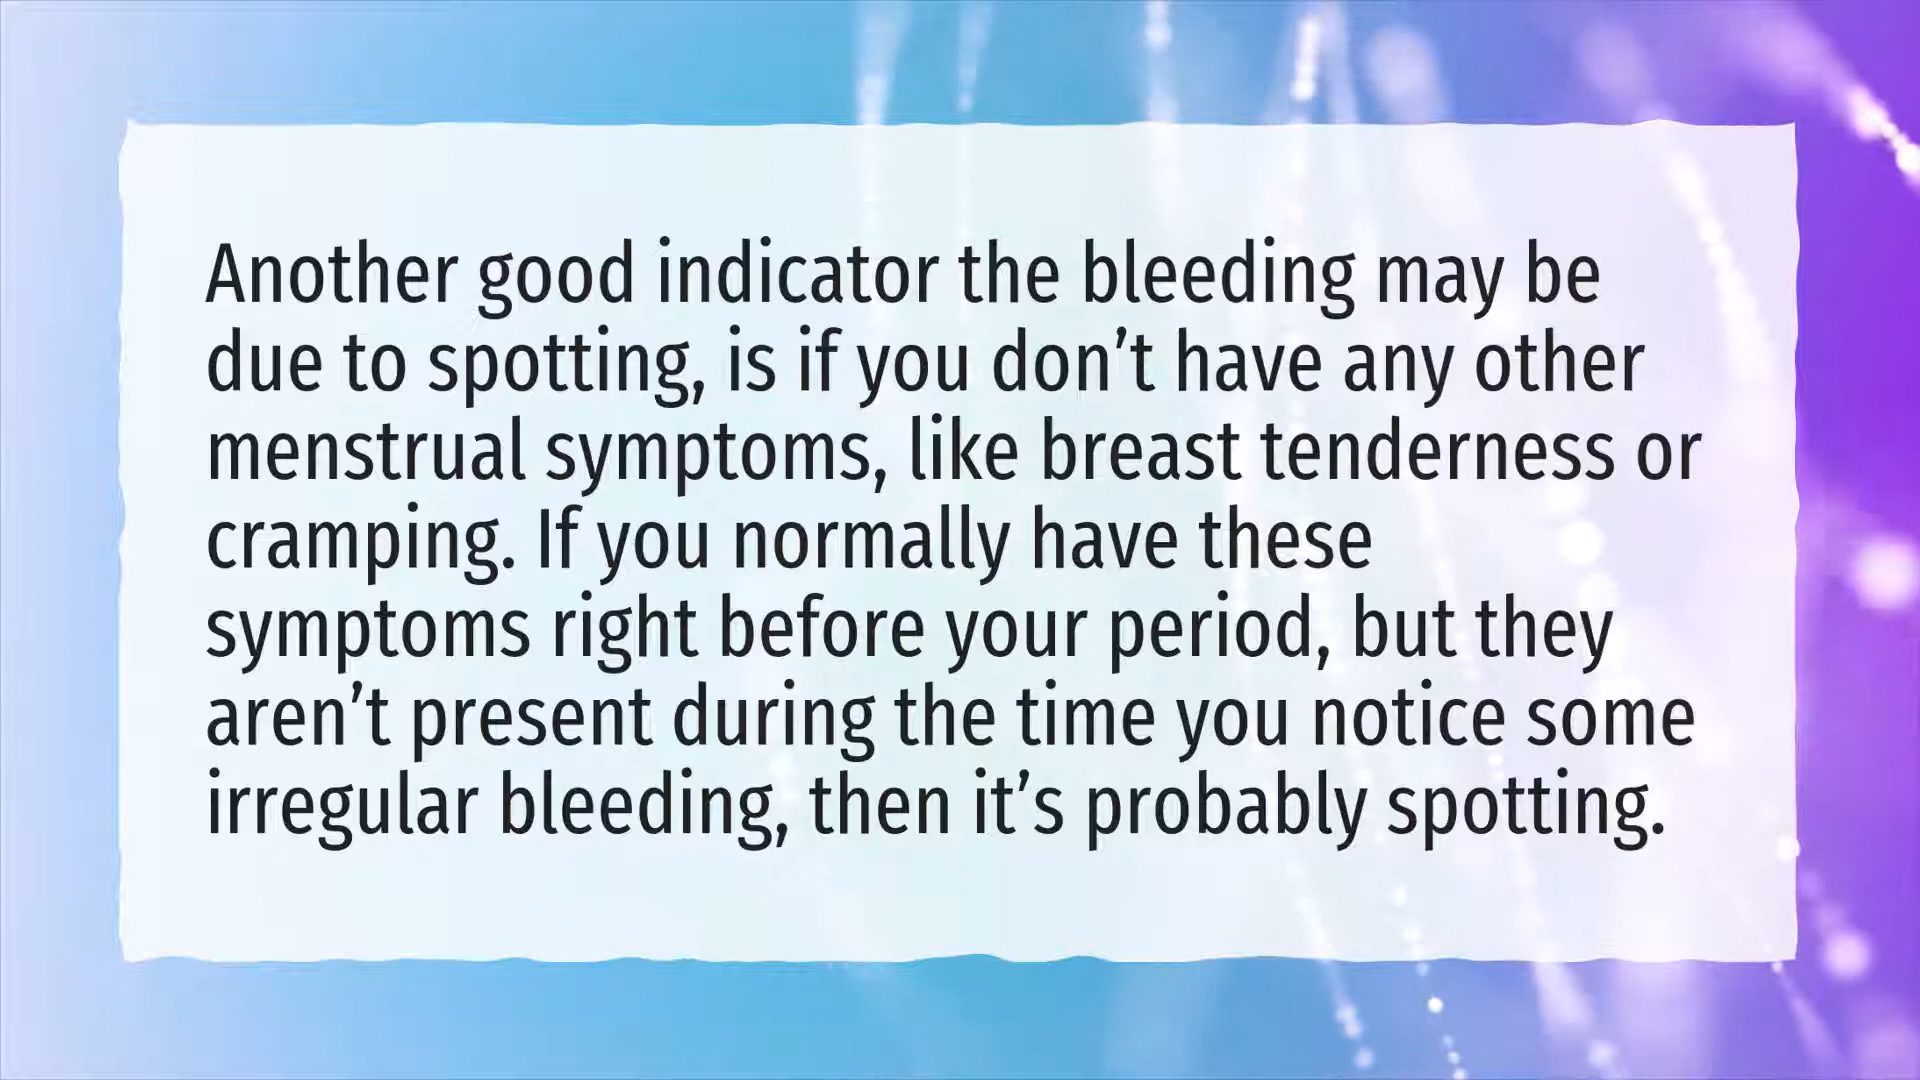 Another good indicator the bleeding may be
due to spotting, is if you don’t have any other
menstrual symptoms, like breast tenderness or
cramping. If you normally have these
symptoms right before your period, but they
aren’t present during the time you notice some
irregular bleeding, then it’s probably spotting.